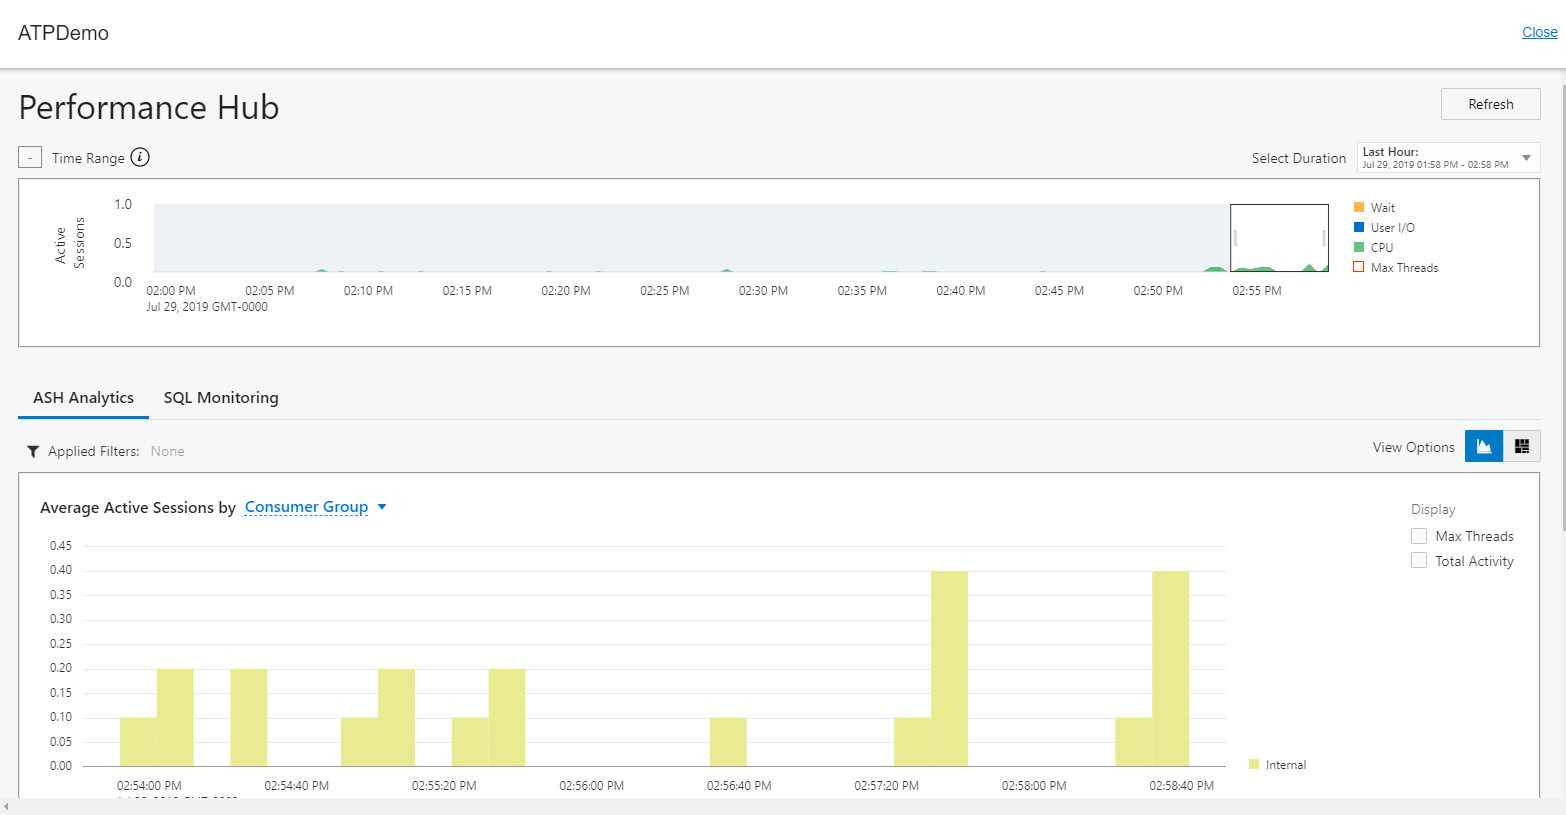 ATPDemo
Close
Performance Hub
Refresh
- Time Range i
Select Duration
Last Hour:
Jul 29, 2019 01:58 PM - 02:58 PM
Active
Sessions
1.0
0.5
0.0
02:00 PM 02:05 PM 02:10 PM 02:15 PM 02:20 PM 02:25 PM 02:30 PM 02:35 PM 02:40 PM 02:45 PM 02:50 PM 02:55 PM
Jul 29, 2019 GMT-0000
Wait
User I/O
CPU
Max Threads
ASH Analytics SQL Monitoring
Applied Filters: None
View Options
Average Active Sessions by Consumer Group
Display
Max Threads
Total Activity
0.45
0.40
0.35
0.30
0.25
0.20
0.15
0.10
0.05
0.00
Internal
02:54:00 PM 02:54:40 PM 02:55:20 PM 02:56:00 PM 02:56:40 PM 02:57:20 PM 02:58:00 PM 02:58:40 PM